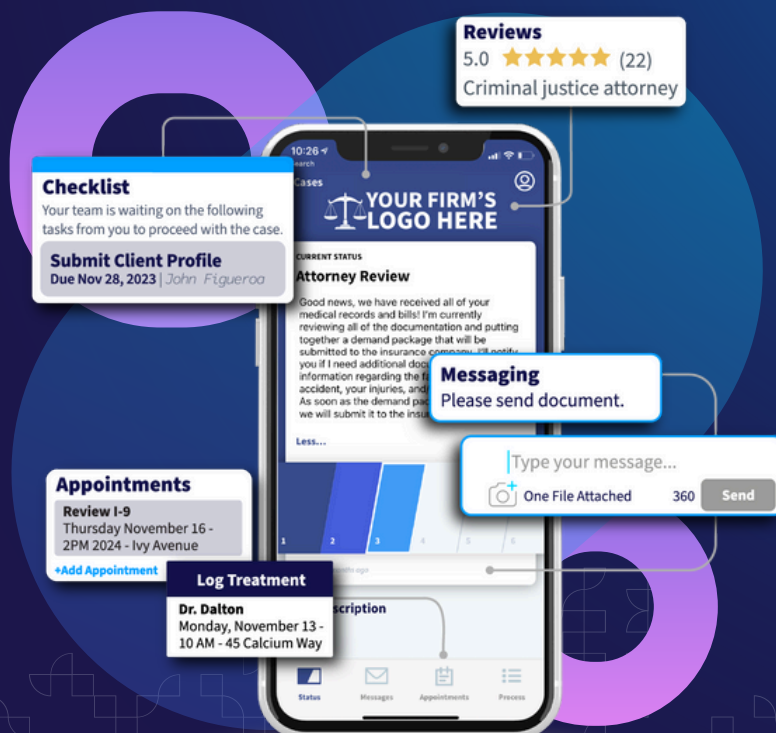 Reviews
5.0 ★★★★★ (22)
Criminal justice attorney
10:26
Cases
YOUR FIRM'S
LOGO HERE
Checklist
Your team is waiting on the following
tasks from you to proceed with the case.
Submit Client Profile
Due Nov 28, 2023 | John Figueroa
CURRENT STATUS
Attorney Review
Good news, we have received all of your
medical records and bills! I'm currently
reviewing all of the documentation and putting
together a demand package that will be
submitted to the insurance company. I'll notify
you if I need additional
information regarding the
accident, your injuries,
As soon as the demand
we will submit it to the
Less...
Messaging
Please send document.
Type your message...
One File Attached 360 Send
1 2 3 4 5 6
ago
Appointments
Review I-9
Thursday November 16 -
2PM 2024 - Ivy Avenue
+Add Appointment
Log Treatment
Dr. Dalton
Monday, November 13 -
10 AM - 45 Calcium Way
Status Messages Appointments Process